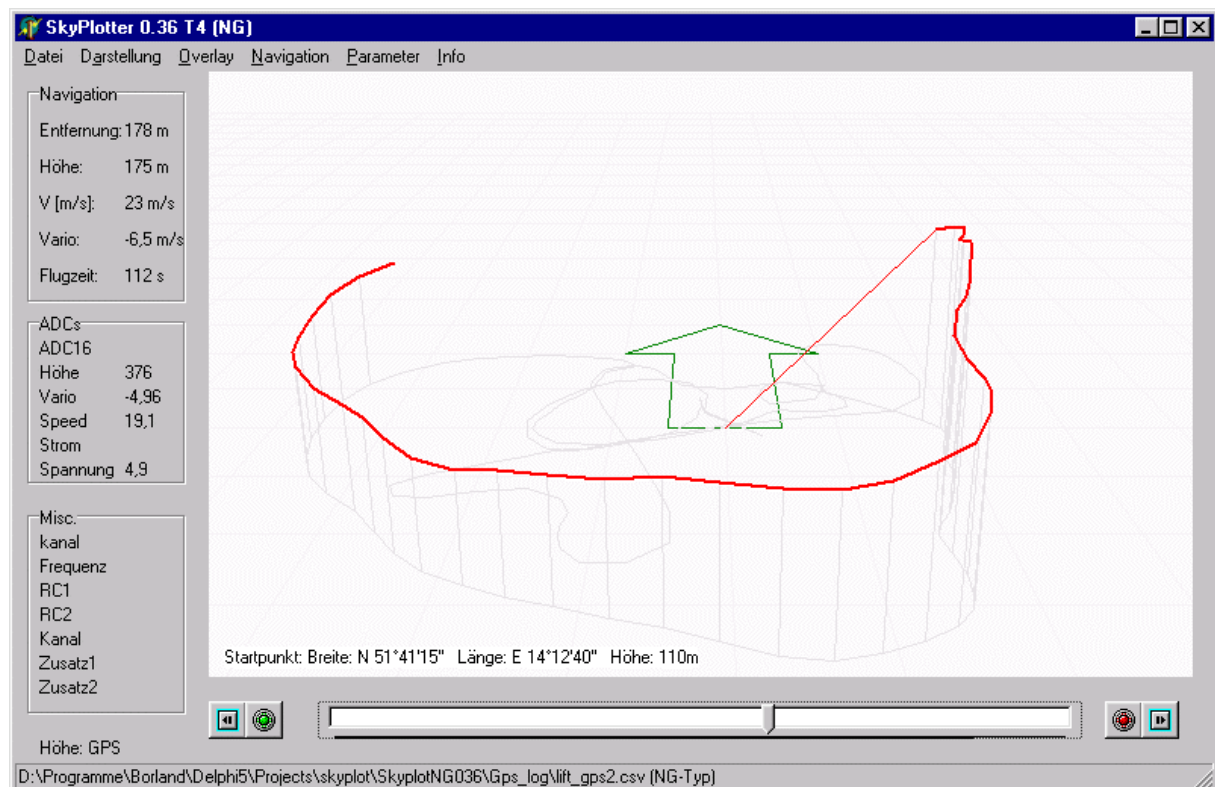 SkyPlotter 0.36 T4 (NG)
Datei Darstellung Overlay Navigation Parameter Info
Navigation
Entfernung: 178 m
Höhe: 175 m
V [m/s]: 23 m/s
Vario: -6,5 m/s
Flugzeit: 112 s
ADCs
ADC16
Höhe 376
Vario -4,96
Speed 19,1
Strom
Spannung 4,9
Misc.
kanal
Frequenz
RC1
RC2
Kanal
Zusatz1
Zusatz2
Höhe: GPS
Startpunkt: Breite: N 51°41'15" Länge: E 14°12'40" Höhe: 110m
D:\Programme\Borland\Delphi5\Projects\skyplot\SkyplotNG036\Gps_log\lift_gps2.csv (NG-Typ)